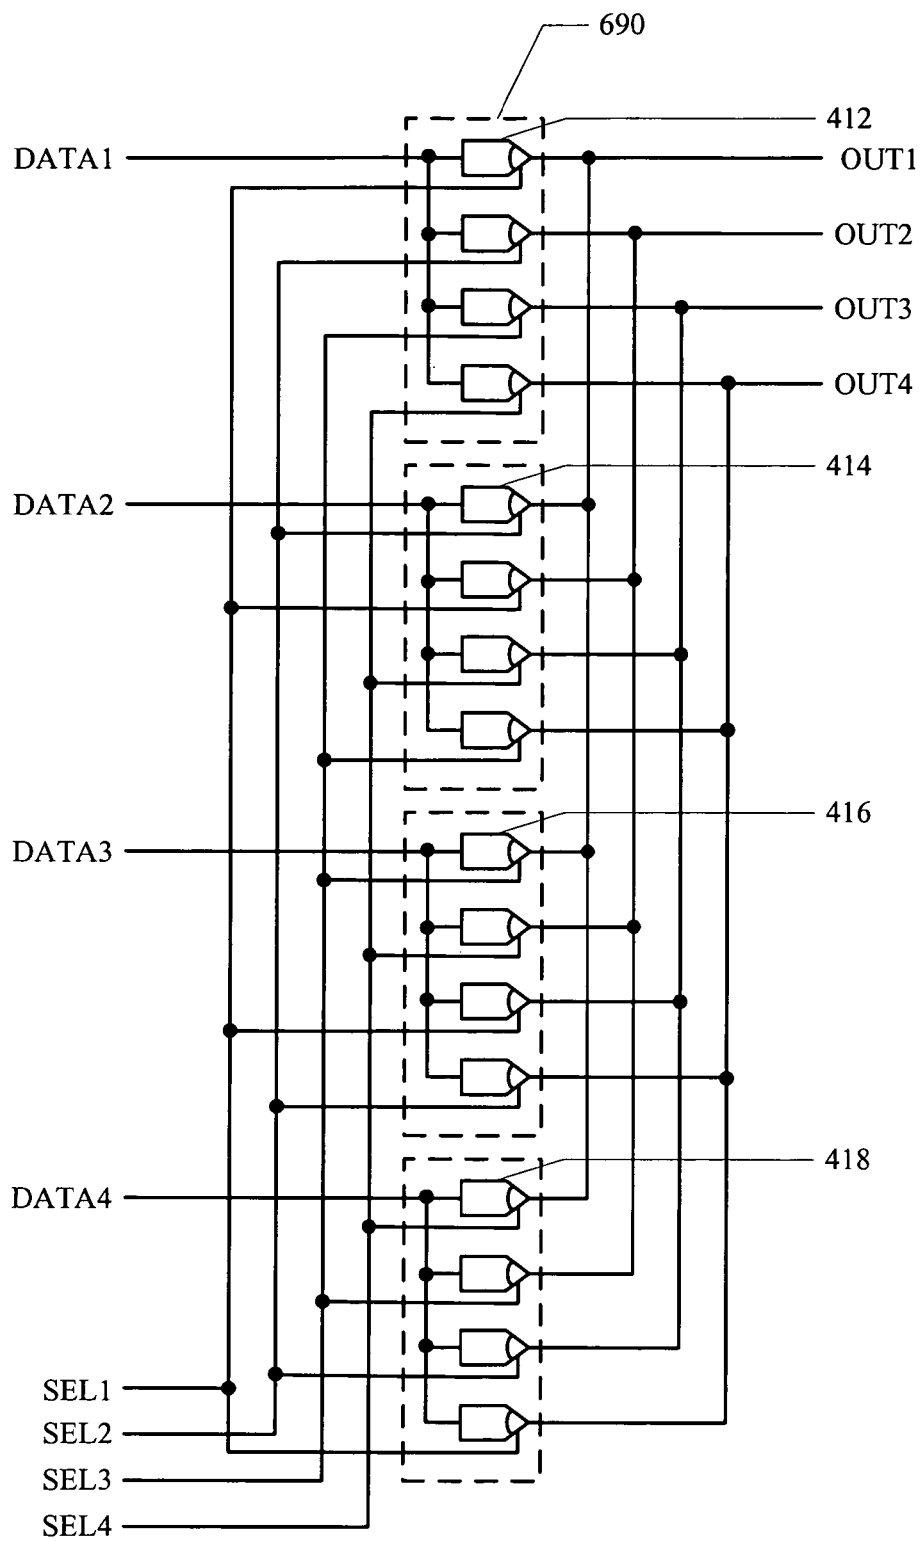 690
412
DATA1
OUT1
OUT2
OUT3
OUT4
414
DATA2
416
DATA3
418
DATA4
SEL1
SEL2
SEL3
SEL4